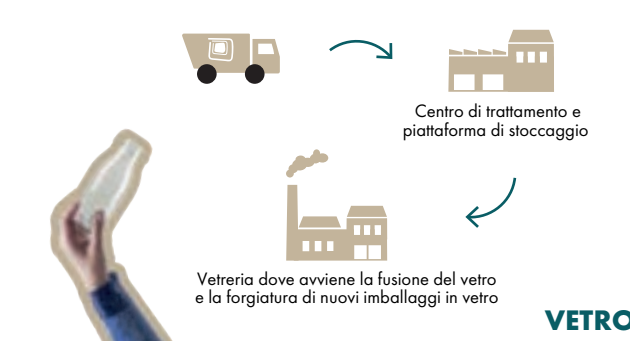 Centro di trattamento e
piattaforma di stoccaggio
Vetreria dove avviene la fusione del vetro
e la forgiatura di nuovi imballaggi in vetro
VETRO